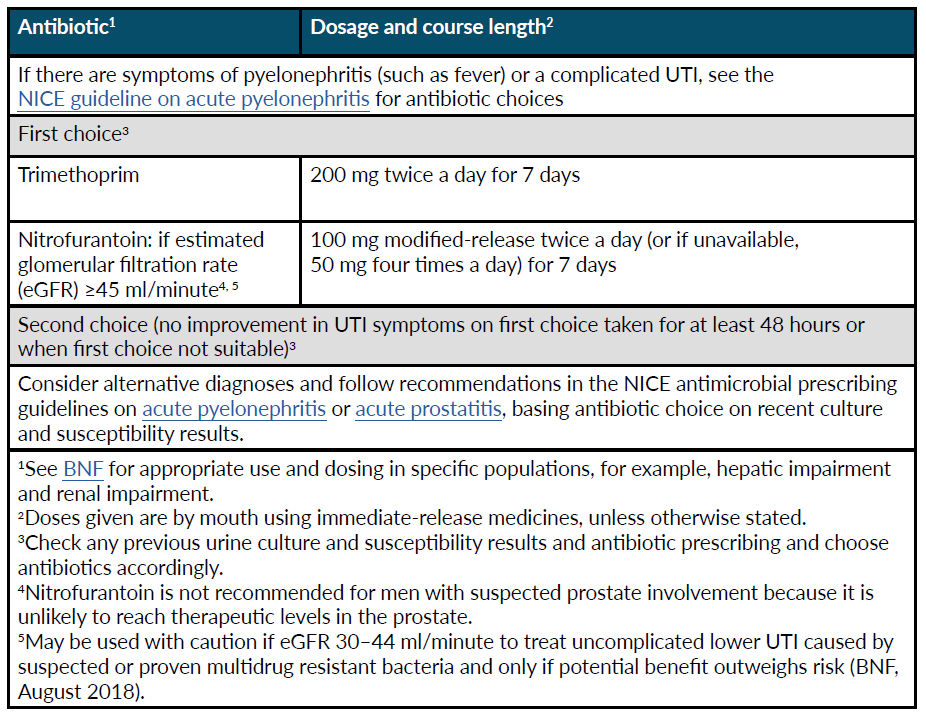 Antibiotic¹ Dosage and course length²
If there are symptoms of pyelonephritis (such as fever) or a complicated UTI, see the
NICE guideline on acute pyelonephritis for antibiotic choices
First choice³
Trimethoprim 200 mg twice a day for 7 days
Nitrofurantoin: if estimated
glomerular filtration rate
(eGFR) ≥45 ml/minute⁴, ⁵
100 mg modified-release twice a day (or if unavailable,
50 mg four times a day) for 7 days
Second choice (no improvement in UTI symptoms on first choice taken for at least 48 hours or
when first choice not suitable)³
Consider alternative diagnoses and follow recommendations in the NICE antimicrobial prescribing
guidelines on acute pyelonephritis or acute prostatitis, basing antibiotic choice on recent culture
and susceptibility results.
¹See BNF for appropriate use and dosing in specific populations, for example, hepatic impairment
and renal impairment.
²Doses given are by mouth using immediate-release medicines, unless otherwise stated.
³Check any previous urine culture and susceptibility results and antibiotic prescribing and choose
antibiotics accordingly.
⁴Nitrofurantoin is not recommended for men with suspected prostate involvement because it is
unlikely to reach therapeutic levels in the prostate.
⁵May be used with caution if eGFR 30–44 ml/minute to treat uncomplicated lower UTI caused by
suspected or proven multidrug resistant bacteria and only if potential benefit outweighs risk (BNF,
August 2018).